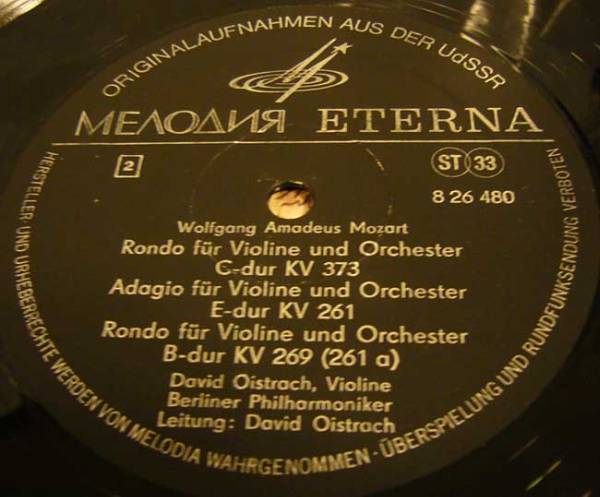 ORIGINALAUFNAHMEN AUS DER UdSSR
МЕЛОДИЯ ETERNA
2
ST 33
8 26 480
Wolfgang Amadeus Mozart
Rondo für Violine und Orchester
C-dur KV 373
Adagio für Violine und Orchester
E-dur KV 261
Rondo für Violine und Orchester
B-dur KV 269 (261 a)
David Oistrach, Violine
Berliner Philharmoniker
Leitung: David Oistrach
HERSTELLER- UND URHEBERRECHTE WERDEN VON MELODIA WAHRGENOMMEN · ÜBERSPIELUNG UND RUNDFUNKSENDUNG VERBOTEN